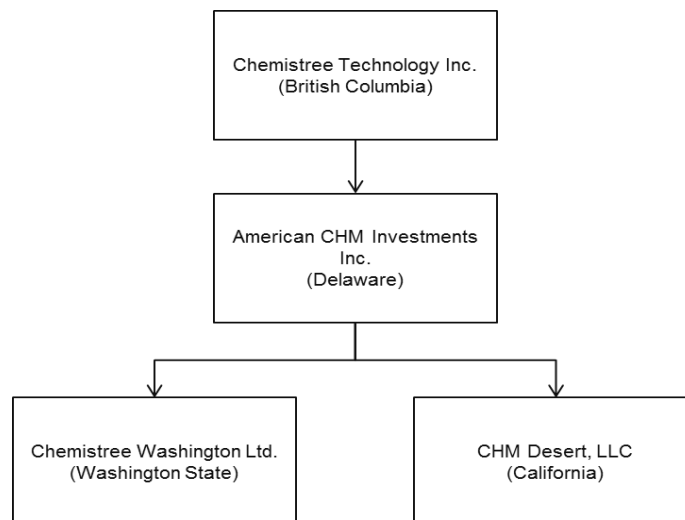 Chemistree Technology Inc.
(British Columbia)
American CHM Investments
Inc.
(Delaware)
Chemistree Washington Ltd.
(Washington State)
CHM Desert, LLC
(California)